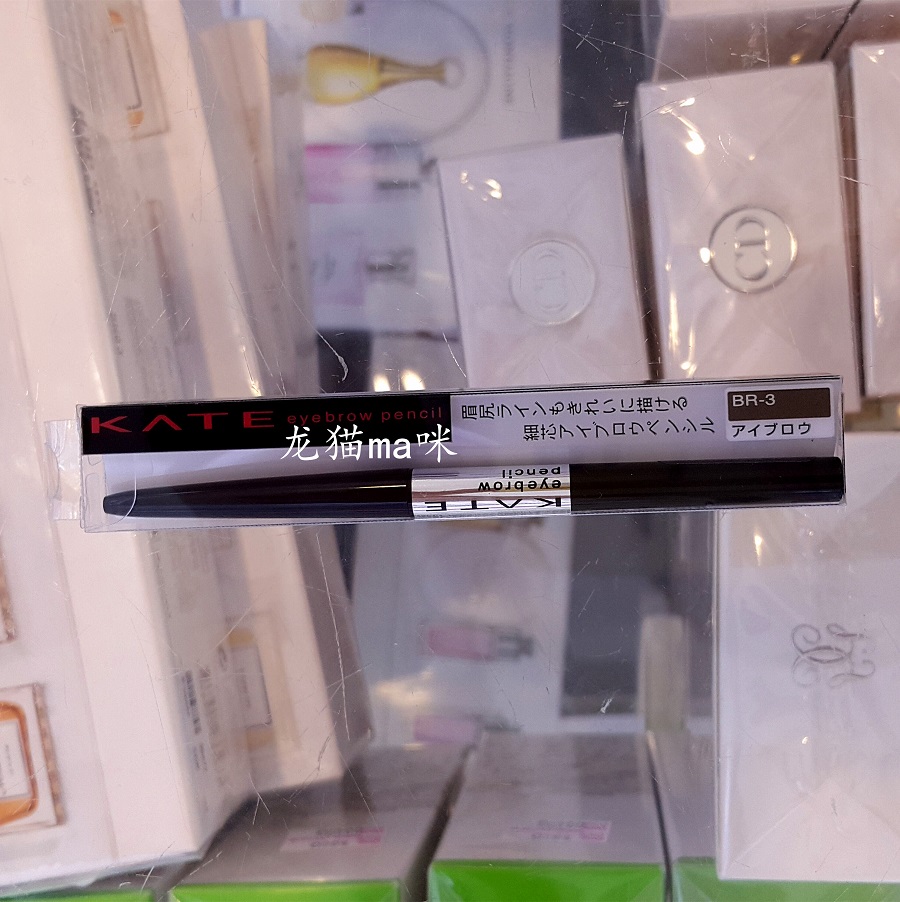 CD
CD
KATE eyebrow pencil
眉尻ラインもきれいに描ける
細芯アイブロウペンシル
BR-3
アイブロウ
龙猫ma咪
KATE
eyebrow
pencil